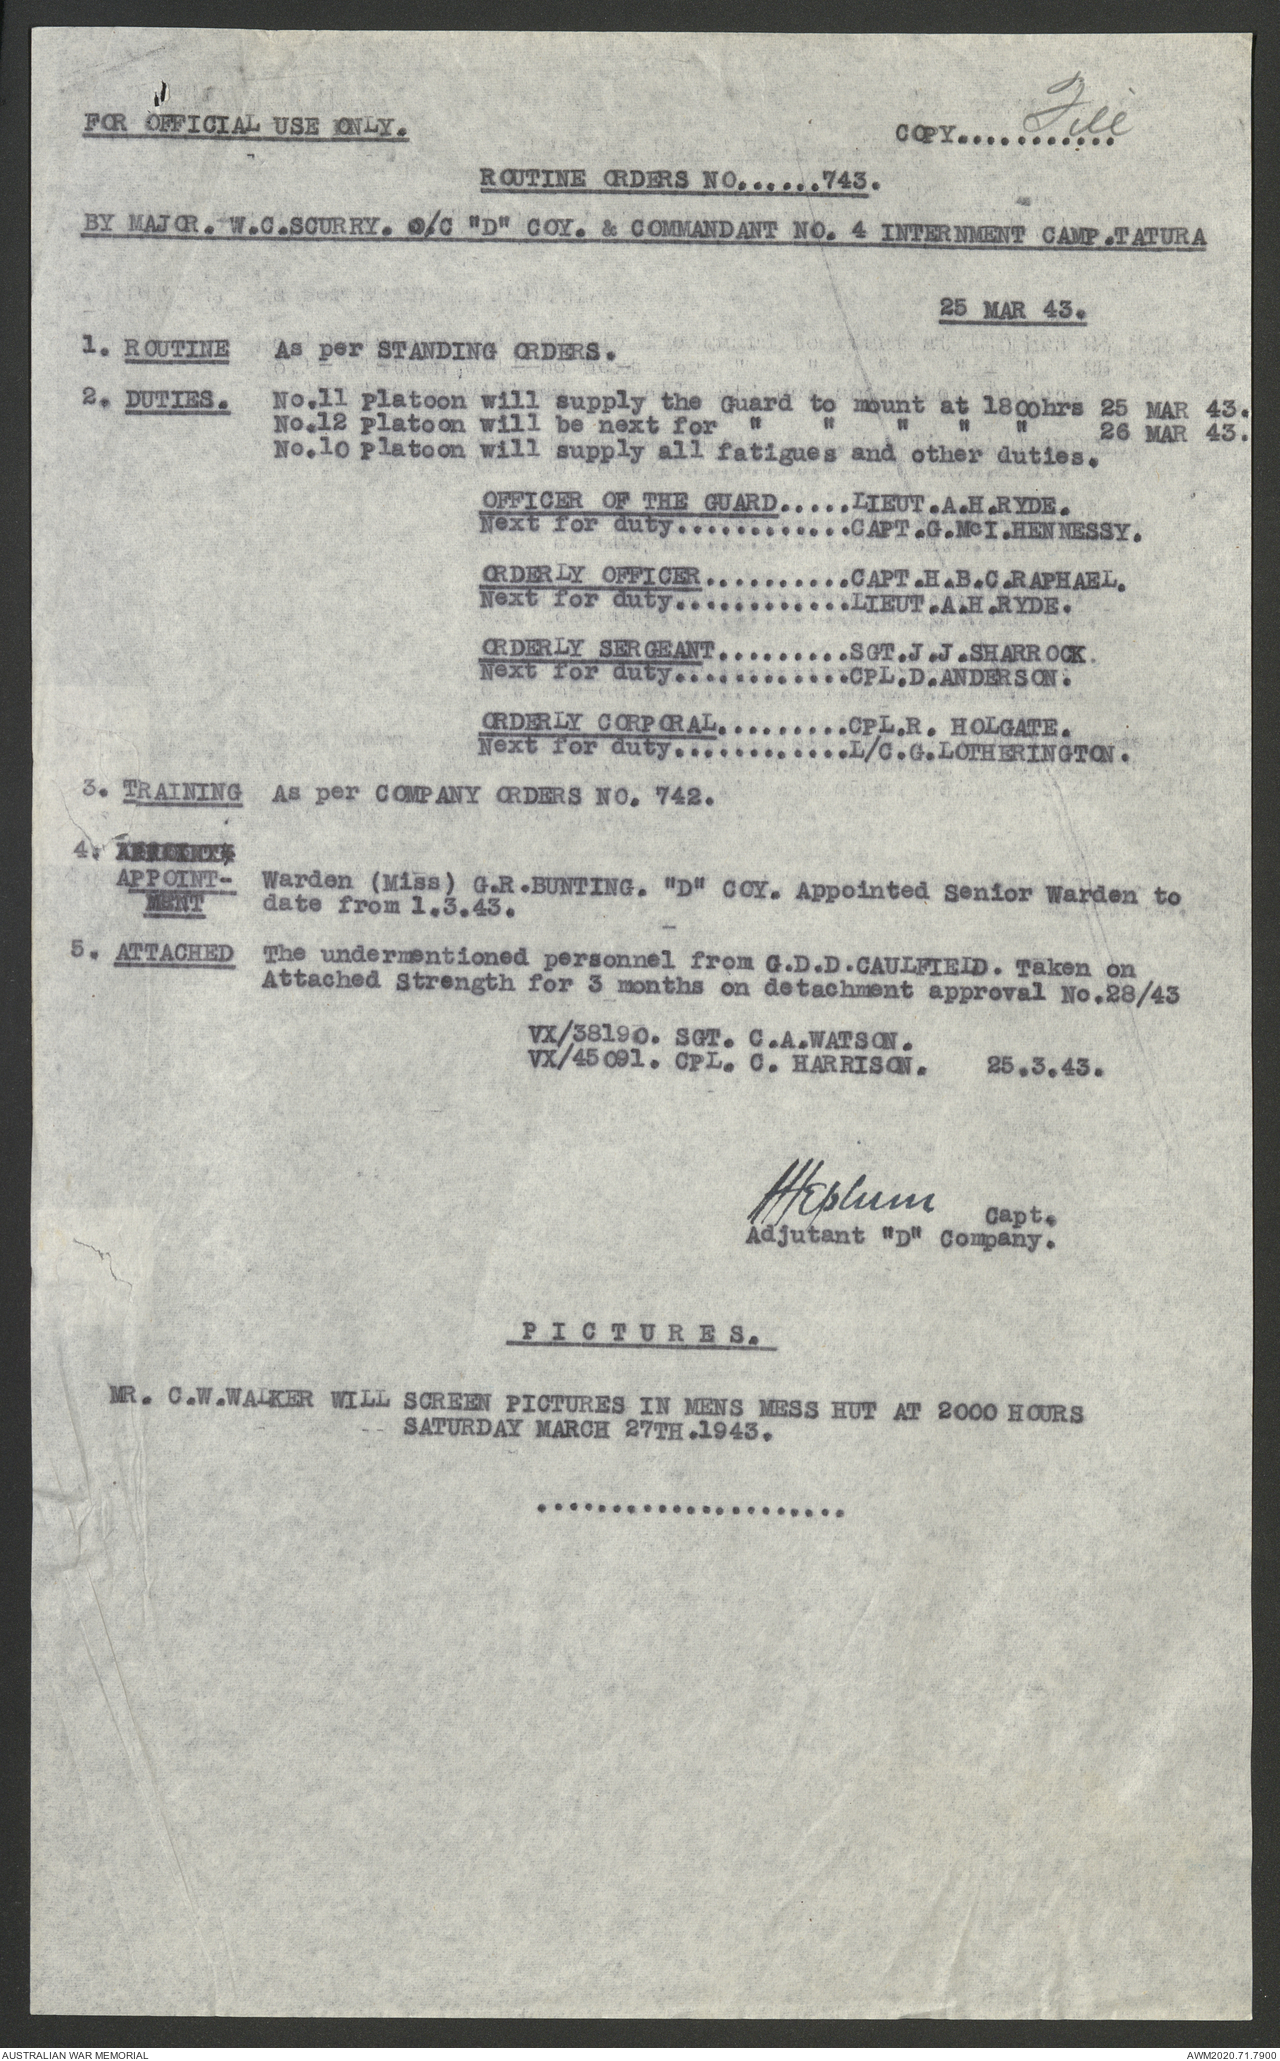 FOR OFFICIAL USE ONLY.
COPY............ File
ROUTINE ORDERS NO......743.
BY MAJOR. W.C.SCURRY. O/C "D" COY. & COMMANDANT NO. 4 INTERNMENT CAMP.TATURA
25 MAR 43.
1. ROUTINE As per STANDING ORDERS.
2. DUTIES. No.11 Platoon will supply the Guard to mount at 1800hrs 25 MAR 43.
No.12 Platoon will be next for " " " " " 26 MAR 43.
No.10 Platoon will supply all fatigues and other duties.
OFFICER OF THE GUARD.....LIEUT.A.H.RYDE.
Next for duty............CAPT.G.McI.HENNESSY.
ORDERLY OFFICER..........CAPT.H.B.C.RAPHAEL.
Next for duty............LIEUT.A.H.RYDE.
ORDERLY SERGEANT.........SGT.J.J.SHARROCK.
Next for duty............CPL.D.ANDERSON.
ORDERLY CORPORAL.........CPL.R. HOLGATE.
Next for duty............L/C.G.LOTHERINGTON.
3. TRAINING As per COMPANY ORDERS NO. 742.
4.
APPOINT- Warden (Miss) G.R.BUNTING. "D" COY. Appointed Senior Warden to
MENT date from 1.3.43.
5. ATTACHED The undermentioned personnel from G.D.D.CAULFIELD. Taken on
Attached Strength for 3 months on detachment approval No.28/43
VX/38190. SGT. C.A.WATSON.
VX/45091. CPL. C. HARRISON. 25.3.43.
Capt.
Adjutant "D" Company.
P I C T U R E S.
MR. C.W.WALKER WILL SCREEN PICTURES IN MENS MESS HUT AT 2000 HOURS
SATURDAY MARCH 27TH.1943.
.....................
AUSTRALIAN WAR MEMORIAL
AWM2020.71.7900